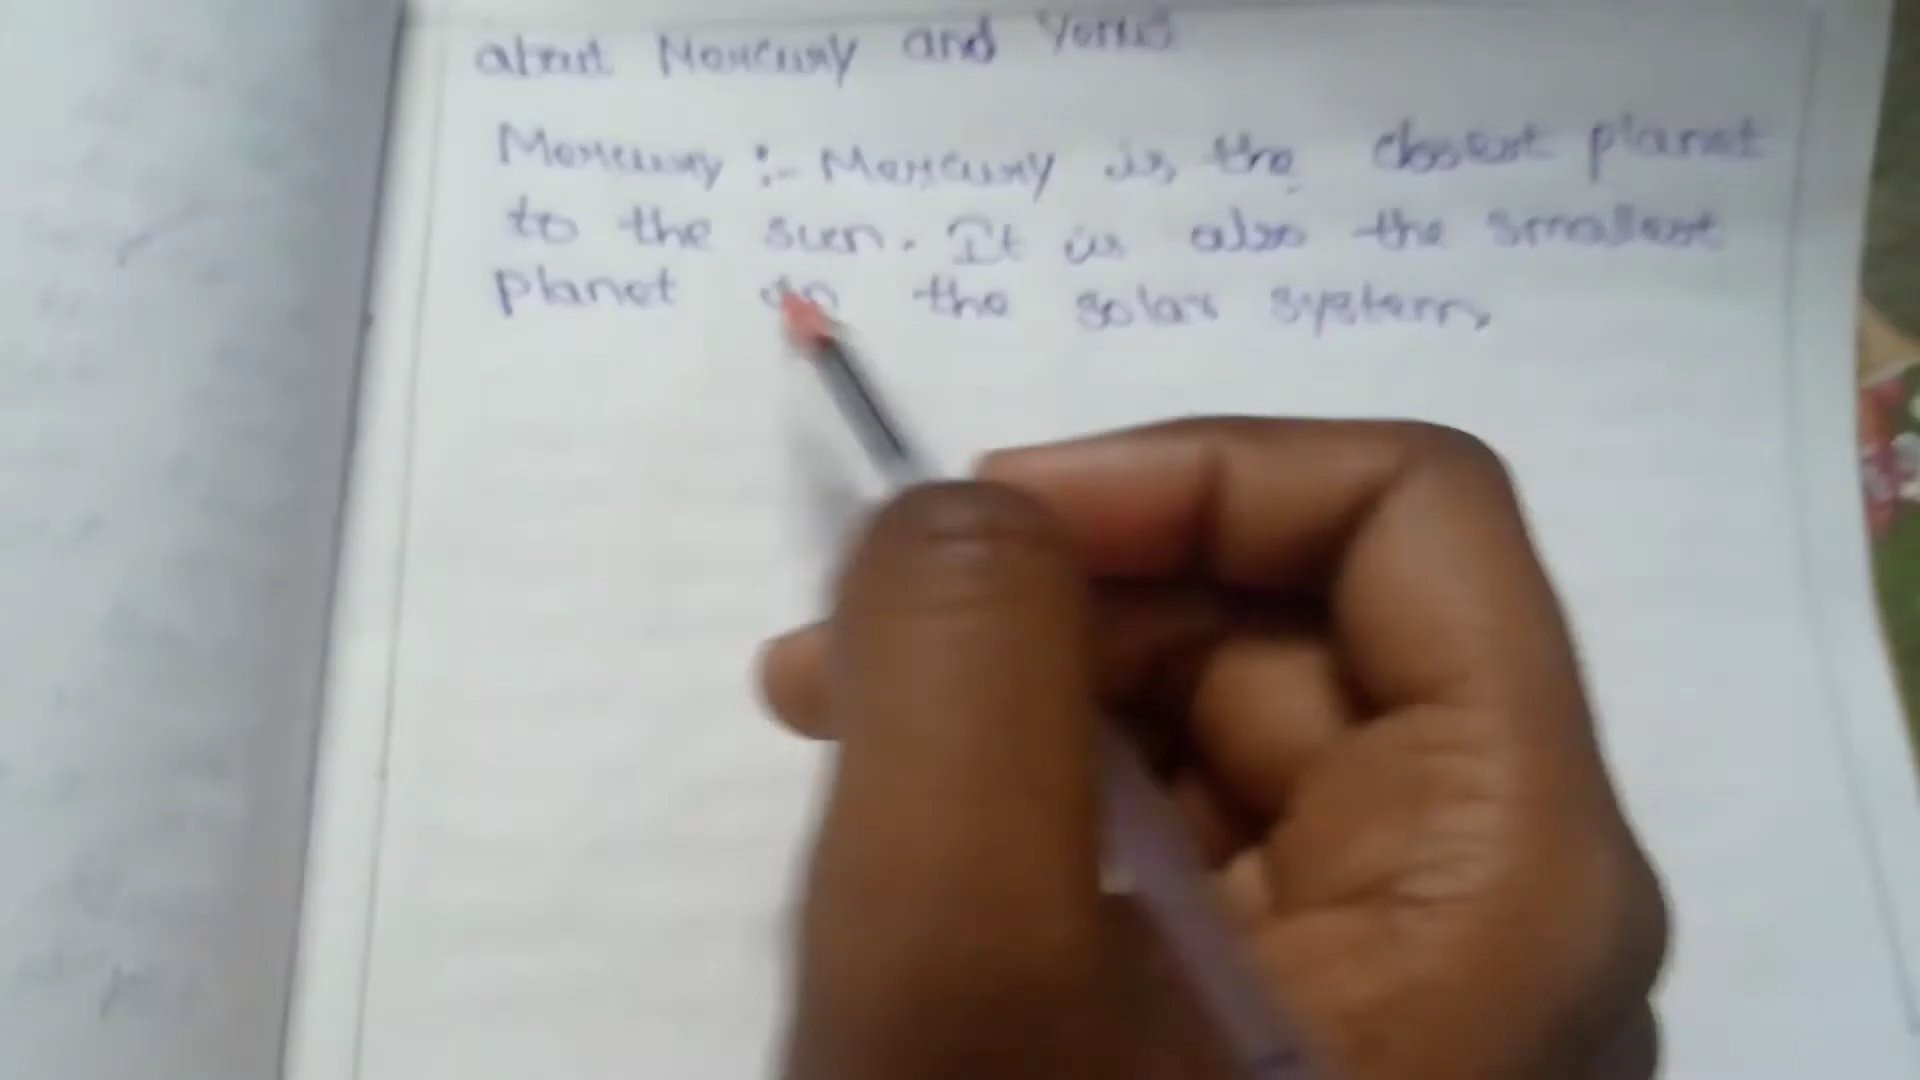 about Mercury and Venus
Mercury :- Mercury is the closest planet
to the sun. It is also the smallest
planet in the solar system,